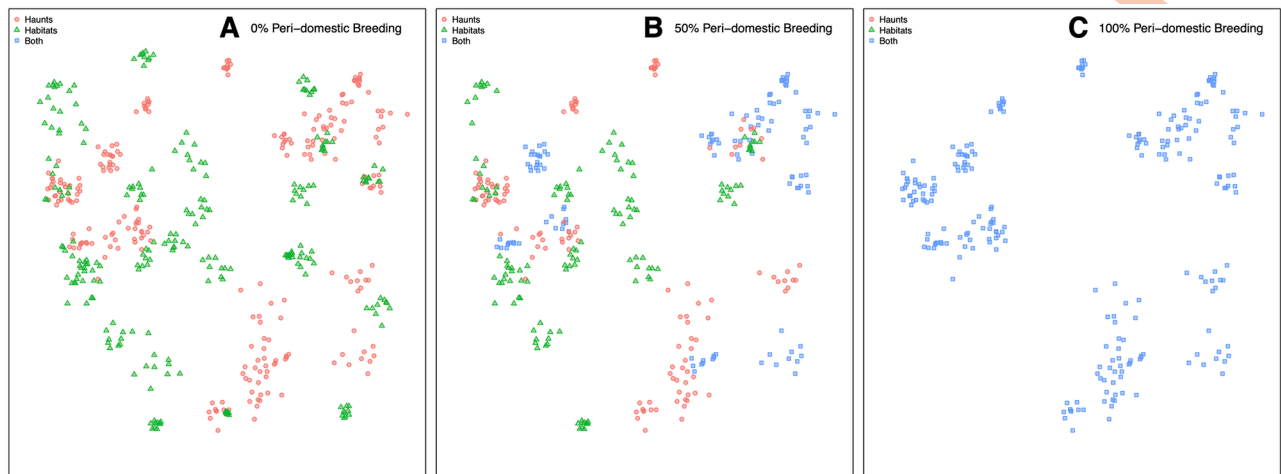 Haunts
Habitats
Both
A 0% Peri-domestic Breeding
Haunts
Habitats
Both
B 50% Peri-domestic Breeding
Haunts
Habitats
Both
C 100% Peri-domestic Breeding